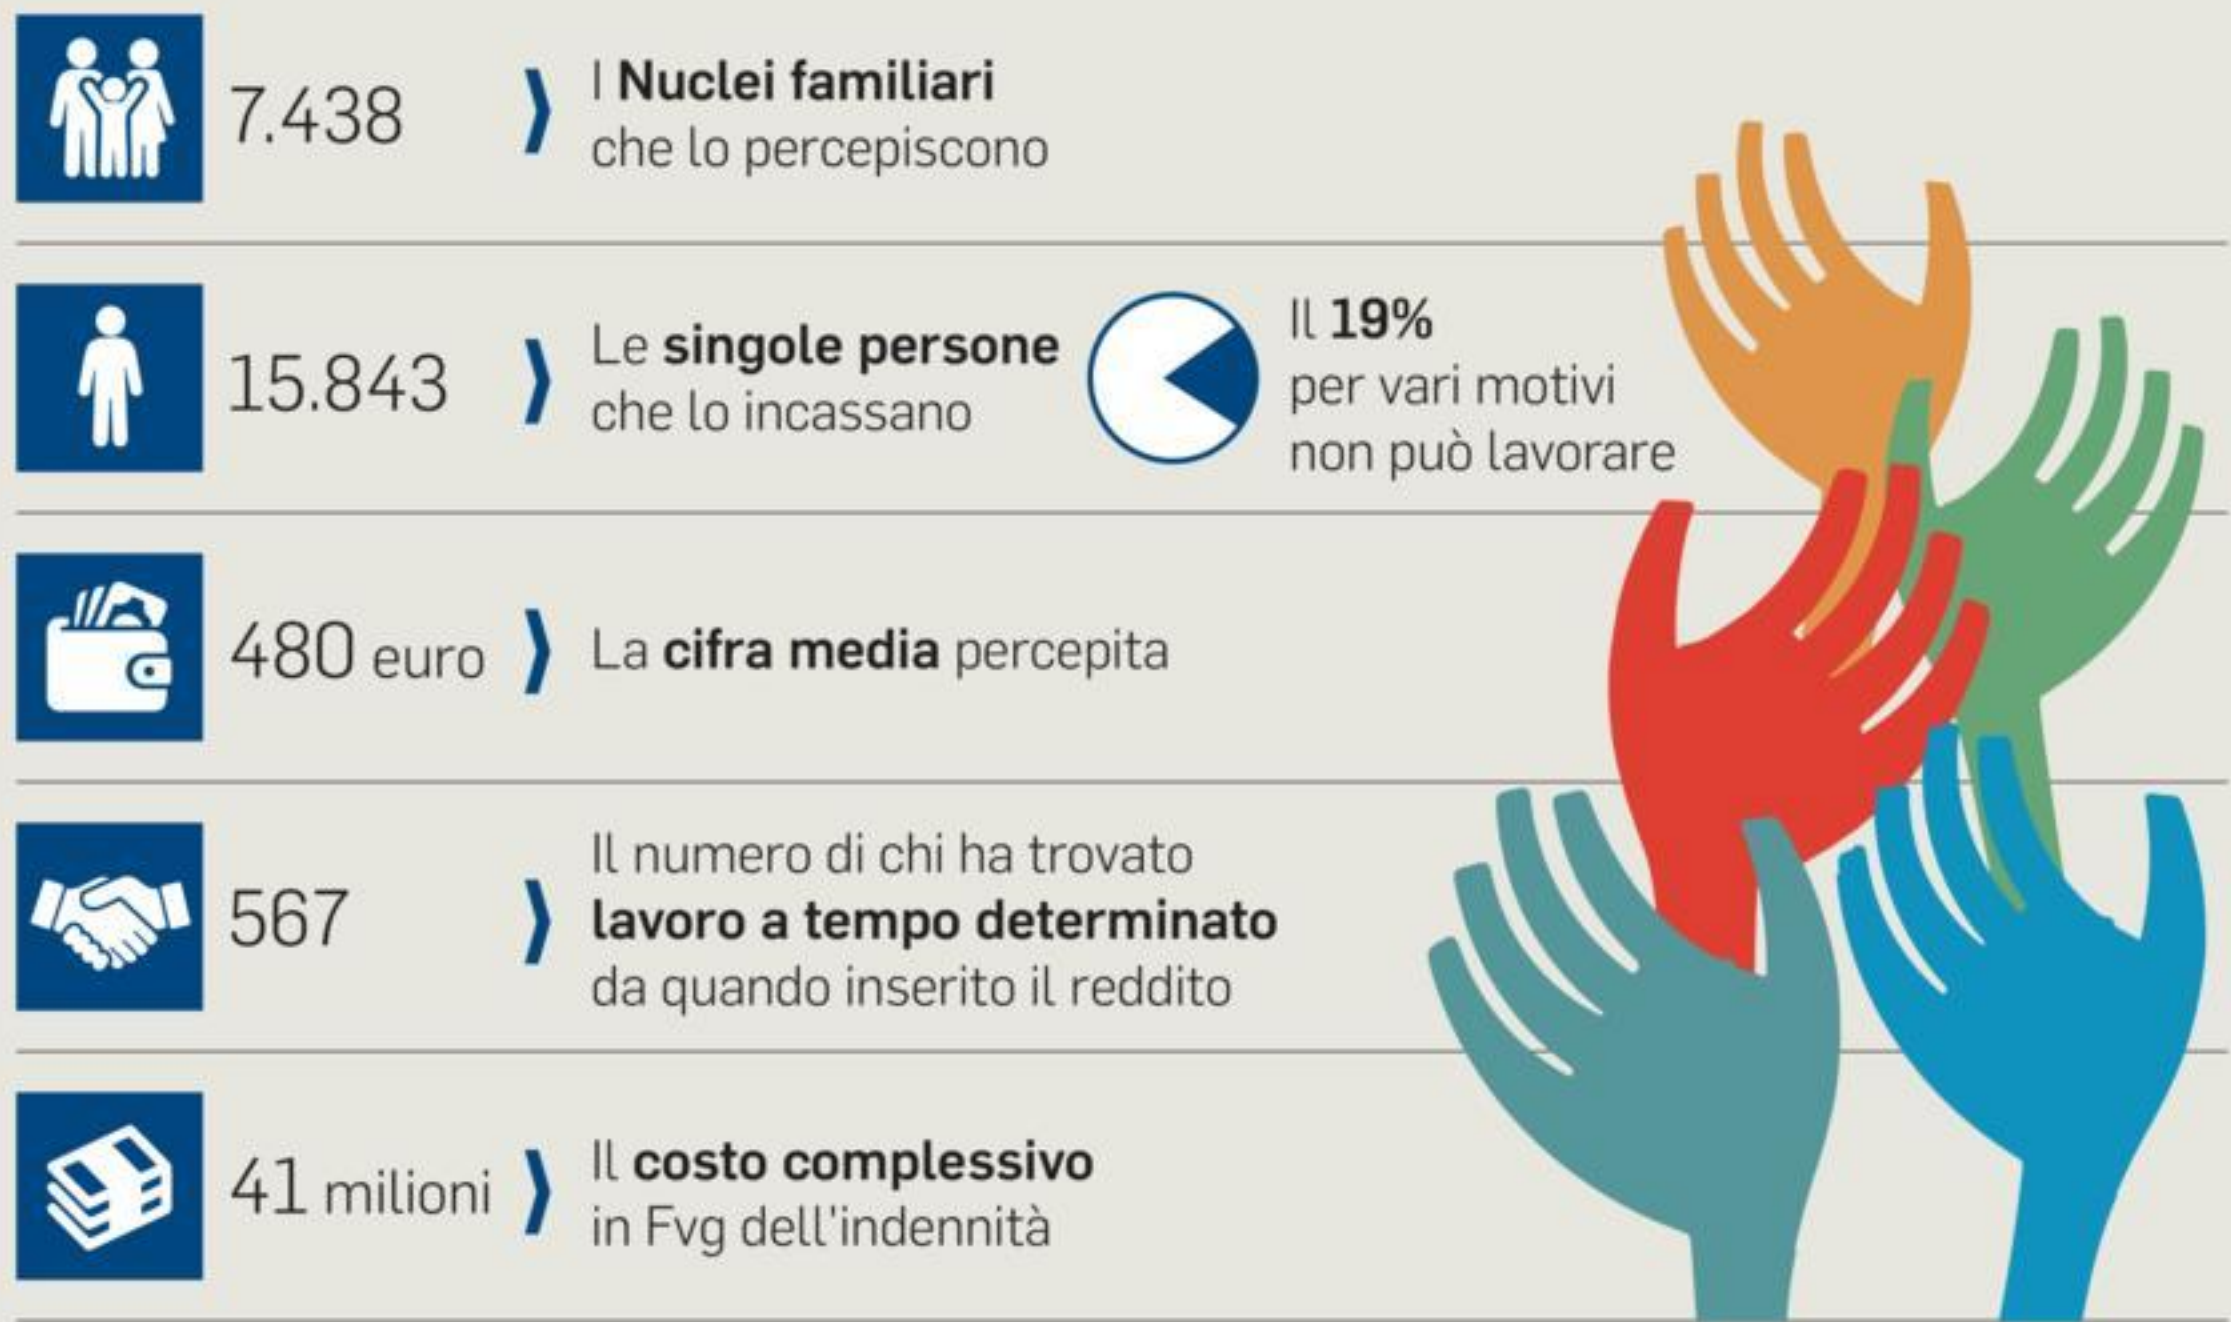 7.438
I Nuclei familiari
che lo percepiscono
15.843
Le singole persone
che lo incassano
Il 19%
per vari motivi
non può lavorare
480 euro
La cifra media percepita
567
Il numero di chi ha trovato
lavoro a tempo determinato
da quando inserito il reddito
41 milioni
Il costo complessivo
in Fvg dell'indennità